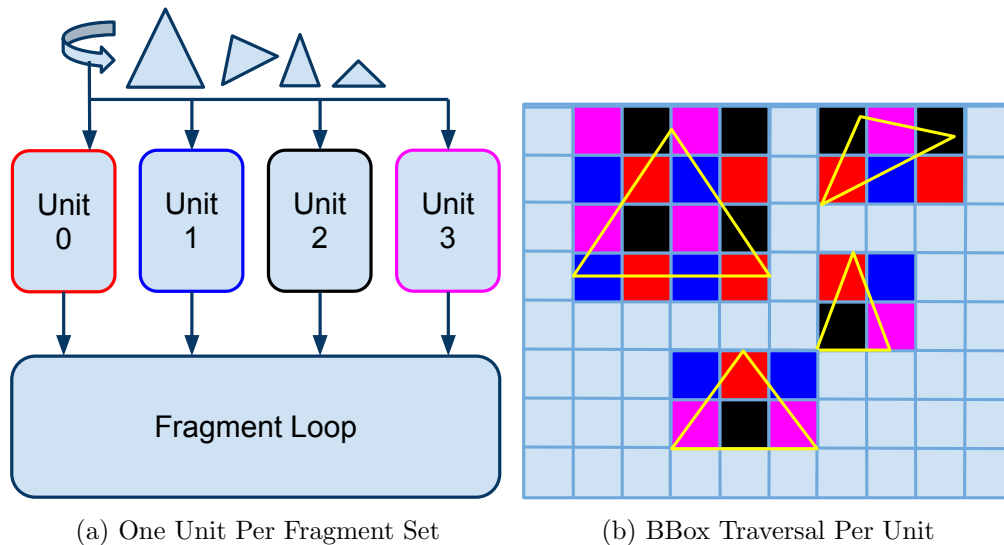 Unit
0
Unit
1
Unit
2
Unit
3
Fragment Loop
(a) One Unit Per Fragment Set
(b) BBox Traversal Per Unit